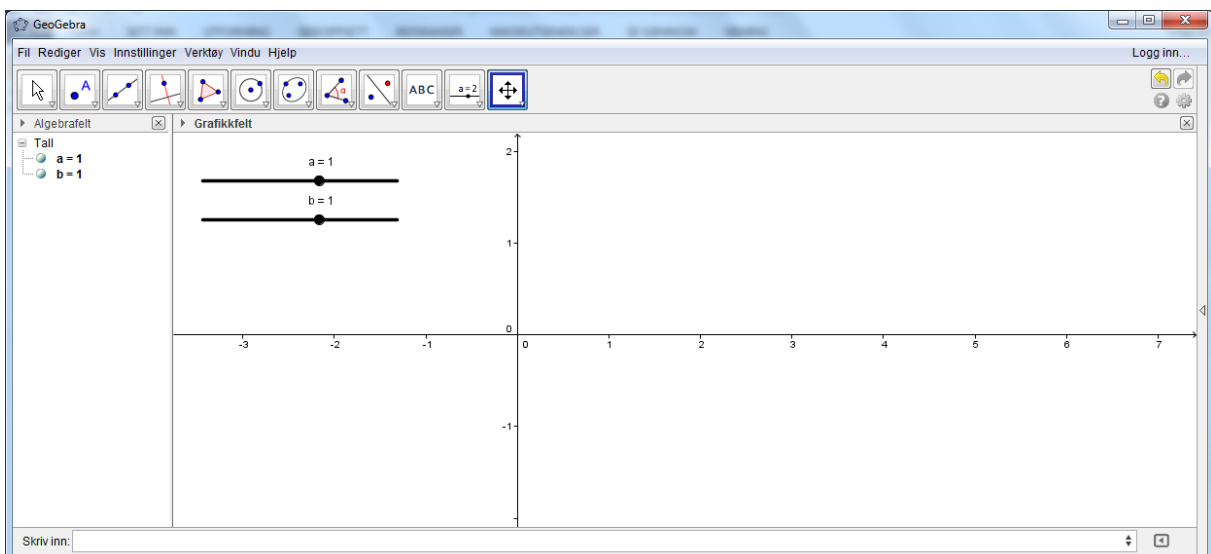 GeoGebra
Fil Rediger Vis Innstillinger Verktøy Vindu Hjelp Logg inn...
A α ABC a=2
Algebrafelt Grafikkfelt
Tall
a = 1
b = 1
a = 1
b = 1
2
1
0
-3 -2 -1 0 1 2 3 4 5 6 7
-1
Skriv inn: